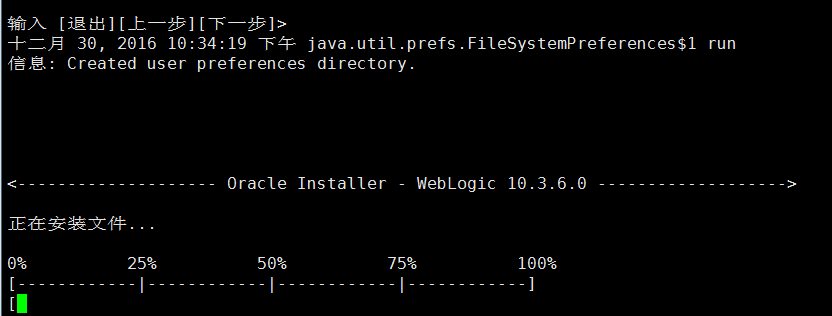 输入 [退出][上一步][下一步]>
十二月 30, 2016 10:34:19 下午 java.util.prefs.FileSystemPreferences$1 run
信息: Created user preferences directory.
<-------------------- Oracle Installer - WebLogic 10.3.6.0 ------------------->
正在安装文件...
0%          25%          50%          75%          100%
[------------|------------|------------|------------]
[